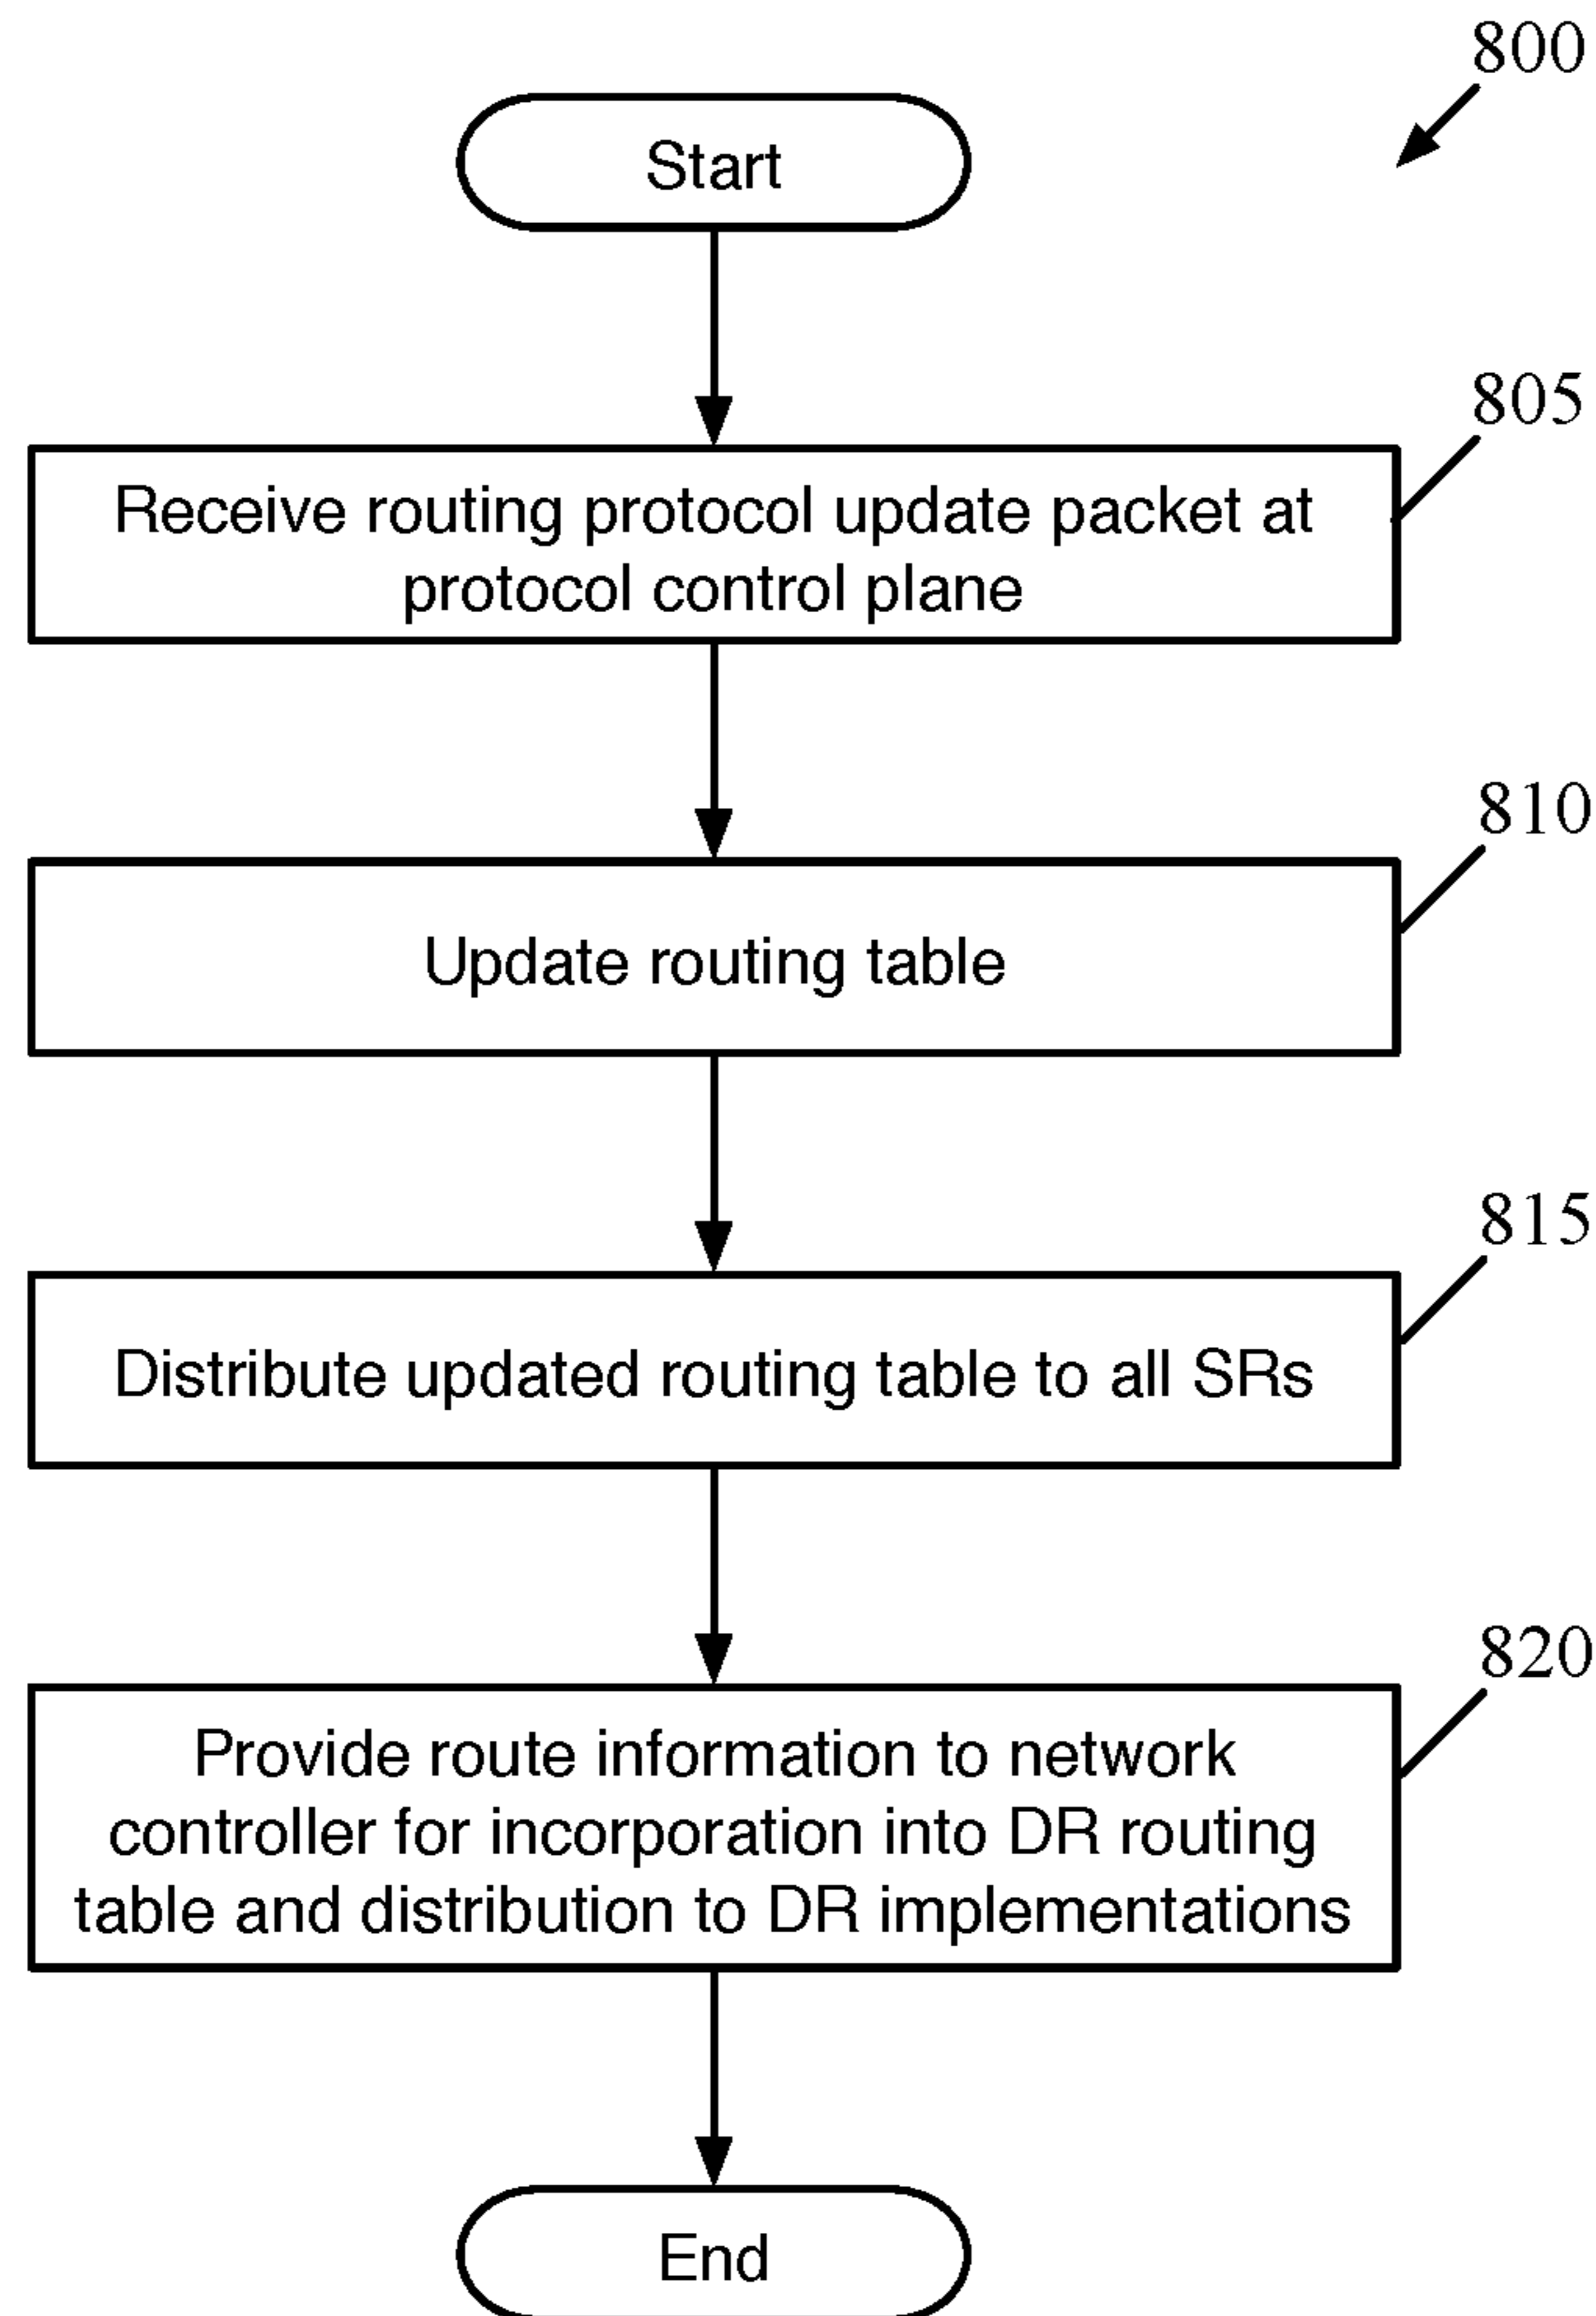 800
Start
805
Receive routing protocol update packet at
protocol control plane
810
Update routing table
815
Distribute updated routing table to all SRs
820
Provide route information to network
controller for incorporation into DR routing
table and distribution to DR implementations
End